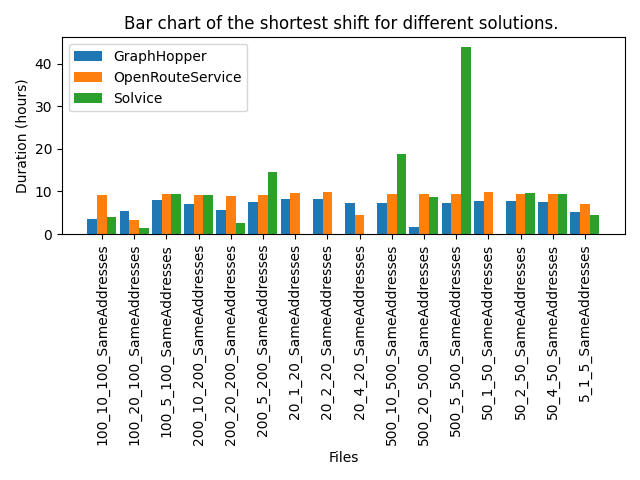 Bar chart of the shortest shift for different solutions.
GraphHopper
OpenRouteService
Solvice
Duration (hours)
40
30
20
10
0
100_10_100_SameAddresses
100_20_100_SameAddresses
100_5_100_SameAddresses
200_10_200_SameAddresses
200_20_200_SameAddresses
200_5_200_SameAddresses
20_1_20_SameAddresses
20_2_20_SameAddresses
20_4_20_SameAddresses
500_10_500_SameAddresses
500_20_500_SameAddresses
500_5_500_SameAddresses
50_1_50_SameAddresses
50_2_50_SameAddresses
50_4_50_SameAddresses
5_1_5_SameAddresses
Files